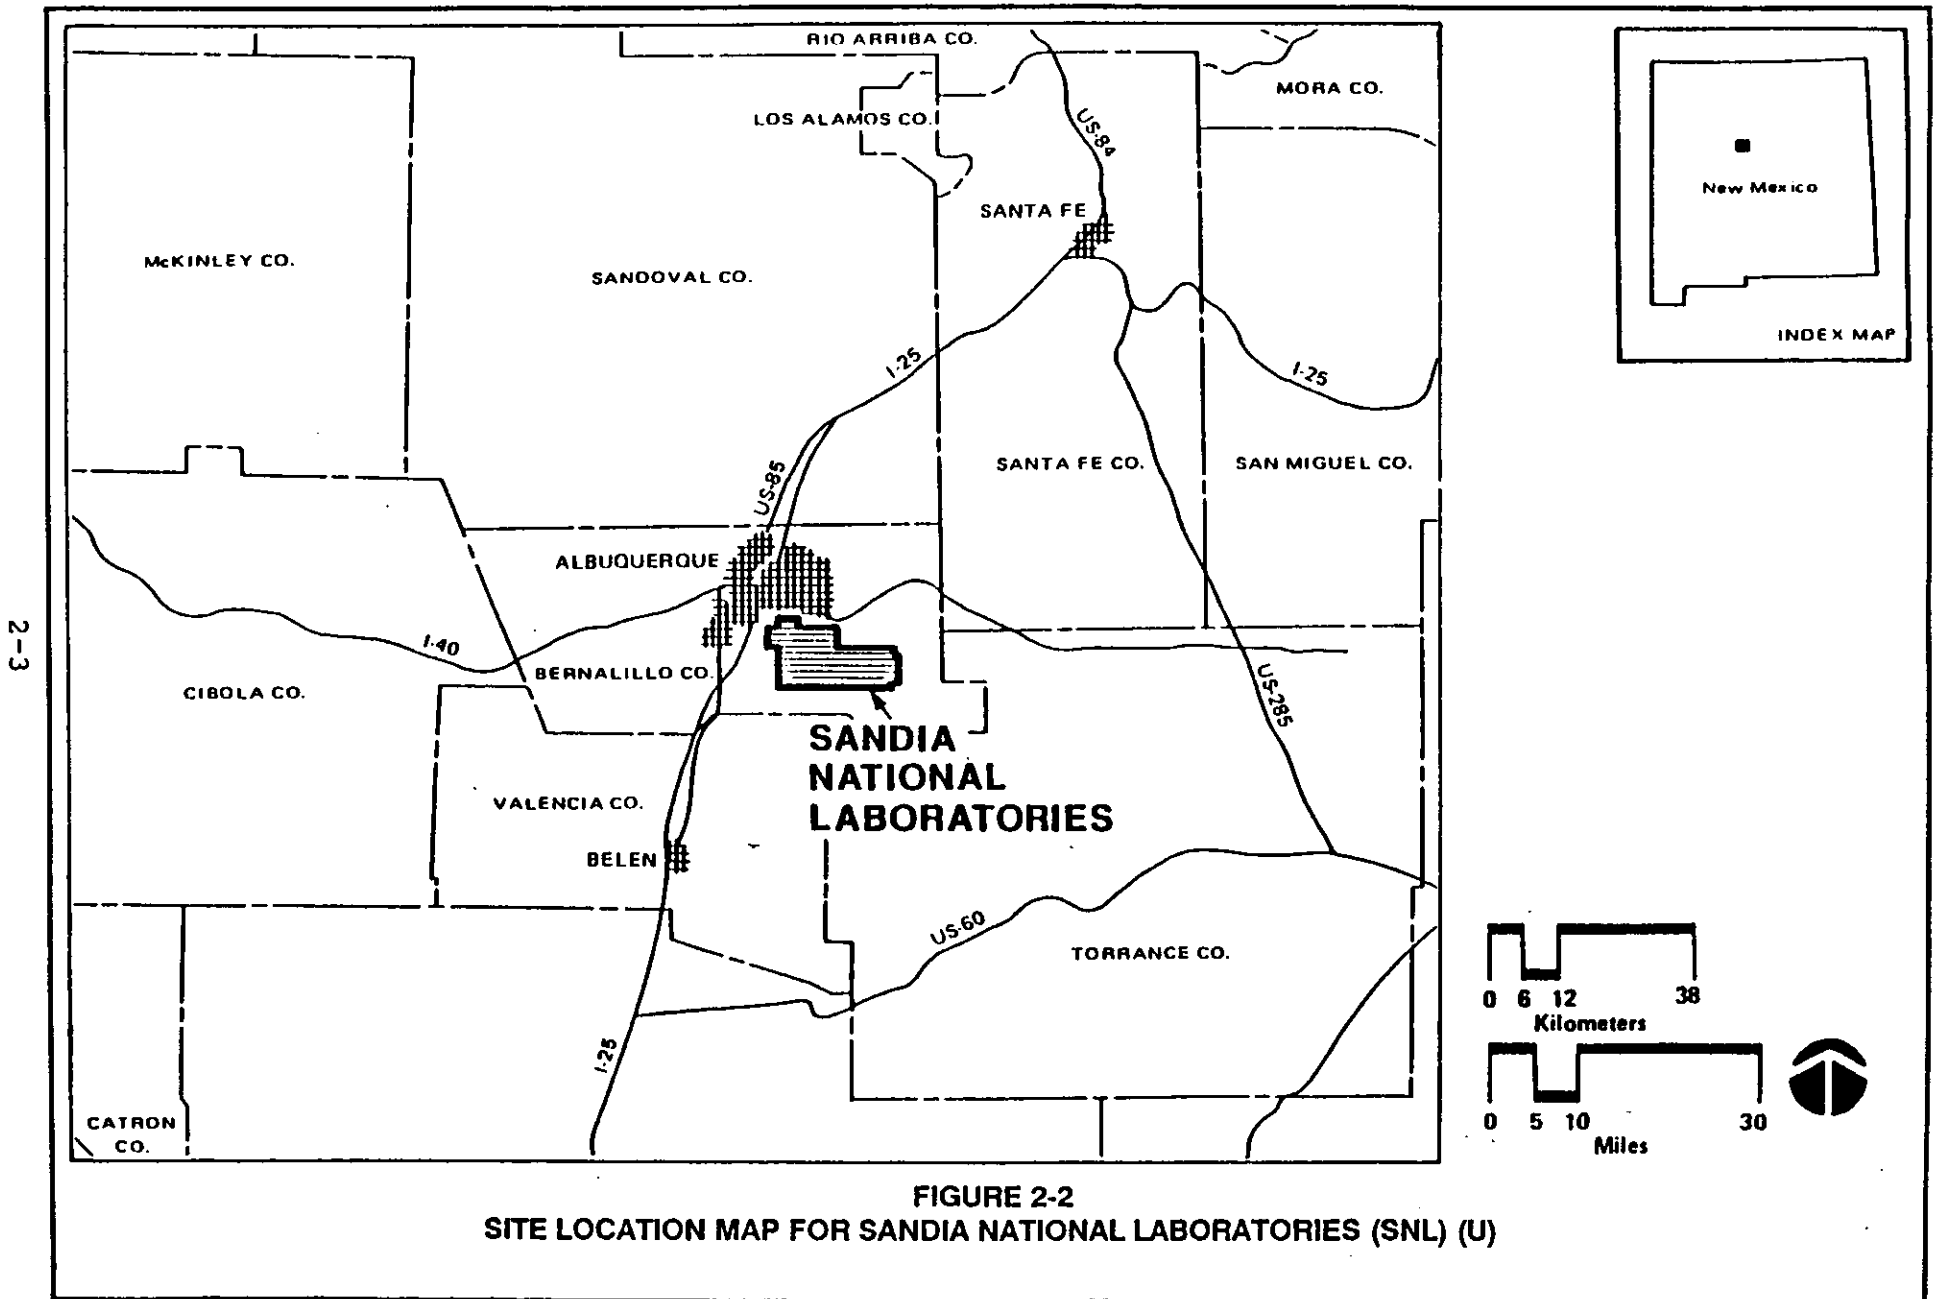 RIO ARRIBA CO.
MORA CO.
LOS ALAMOS CO.
US-84
New Mexico
SANTA FE
McKINLEY CO.
SANDOVAL CO.
INDEX MAP
I-25
I-25
SANTA FE CO.
SAN MIGUEL CO.
US-85
ALBUQUERQUE
2-3
I-40
BERNALILLO CO.
CIBOLA CO.
US-285
SANDIA
NATIONAL
LABORATORIES
VALENCIA CO.
BELEN
US-60
TORRANCE CO.
0 6 12 38
Kilometers
I-25
0 5 10 30
Miles
CATRON
CO.
FIGURE 2-2
SITE LOCATION MAP FOR SANDIA NATIONAL LABORATORIES (SNL) (U)